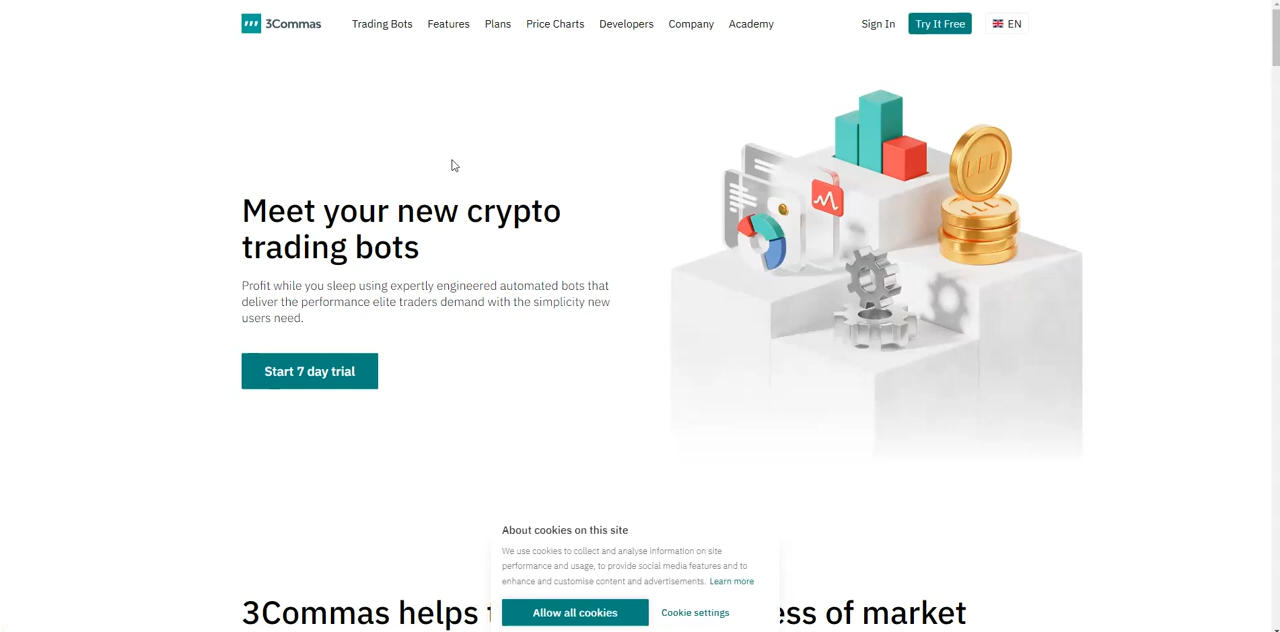 3Commas
Trading Bots Features Plans Price Charts Developers Company Academy Sign In Try It Free EN
Meet your new crypto
trading bots
Profit while you sleep using expertly engineered automated bots that
deliver the performance elite traders demand with the simplicity new
users need.
Start 7 day trial
About cookies on this site
We use cookies to collect and analyse information on site
performance and usage, to provide social media features and to
enhance and customise content and advertisements. Learn more
Allow all cookies Cookie settings
3Commas helps of market